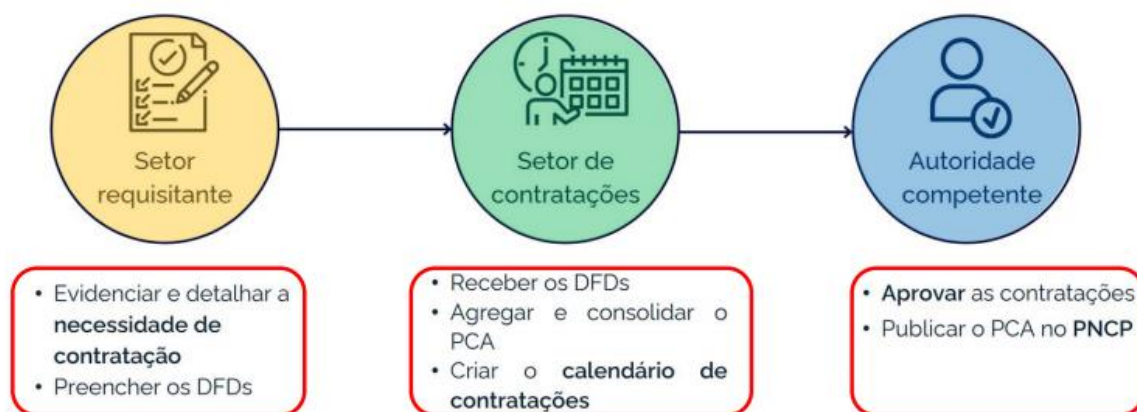 Setor
requisitante
Setor de
contratações
Autoridade
competente
• Evidenciar e detalhar a
necessidade de
contratação
• Preencher os DFDs
• Receber os DFDs
• Agregar e consolidar o
PCA
• Criar o calendário de
contratações
• Aprovar as contratações
• Publicar o PCA no PNCP